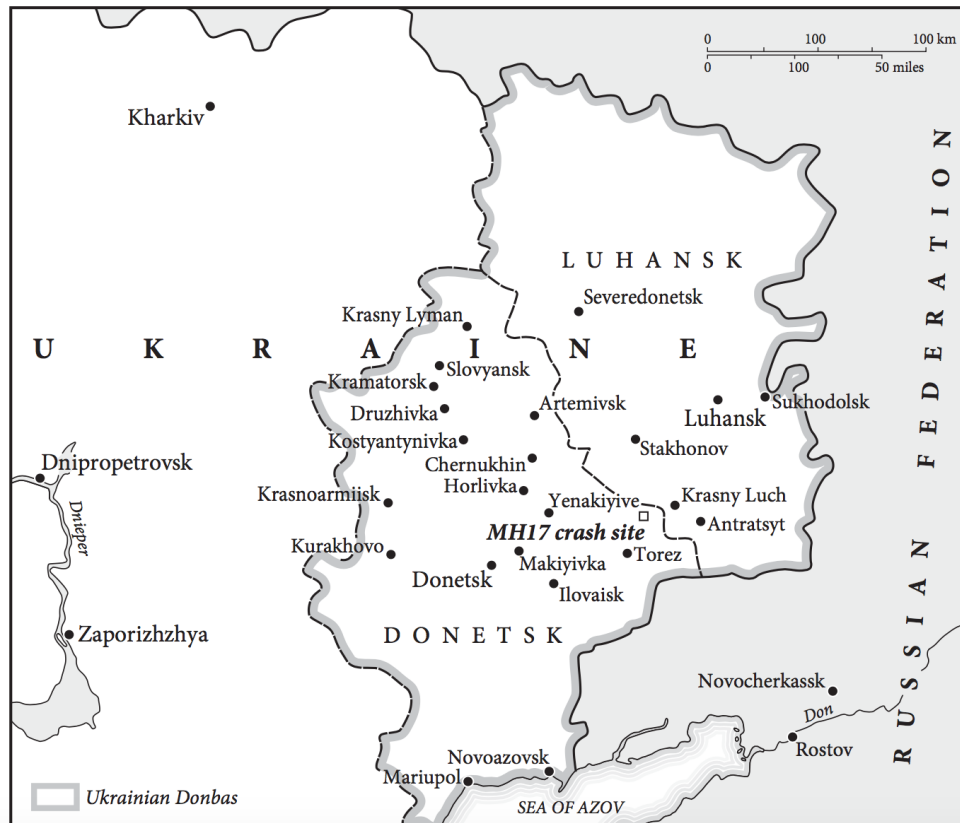 0 100 100 km
0 100 50 miles
Kharkiv
LUHANSK
Severedonetsk
Krasny Lyman
UKRAINE
Slovyansk
Kramatorsk
Druzhivka
Artemivsk
Luhansk
Sukhodolsk
Kostyantynivka
Stakhonov
Chernukhin
Dnipropetrovsk
Horlivka
Krasnoarmiisk
Krasny Luch
Yenakiyive
Antratsyt
Dnieper
MH17 crash site
Kurakhovo
Torez
Makiyivka
Donetsk
Ilovaisk
DONETSK
Zaporizhzhya
RUSSIAN FEDERATION
Novocherkassk
Don
Rostov
Novoazovsk
Mariupol
SEA OF AZOV
Ukrainian Donbas